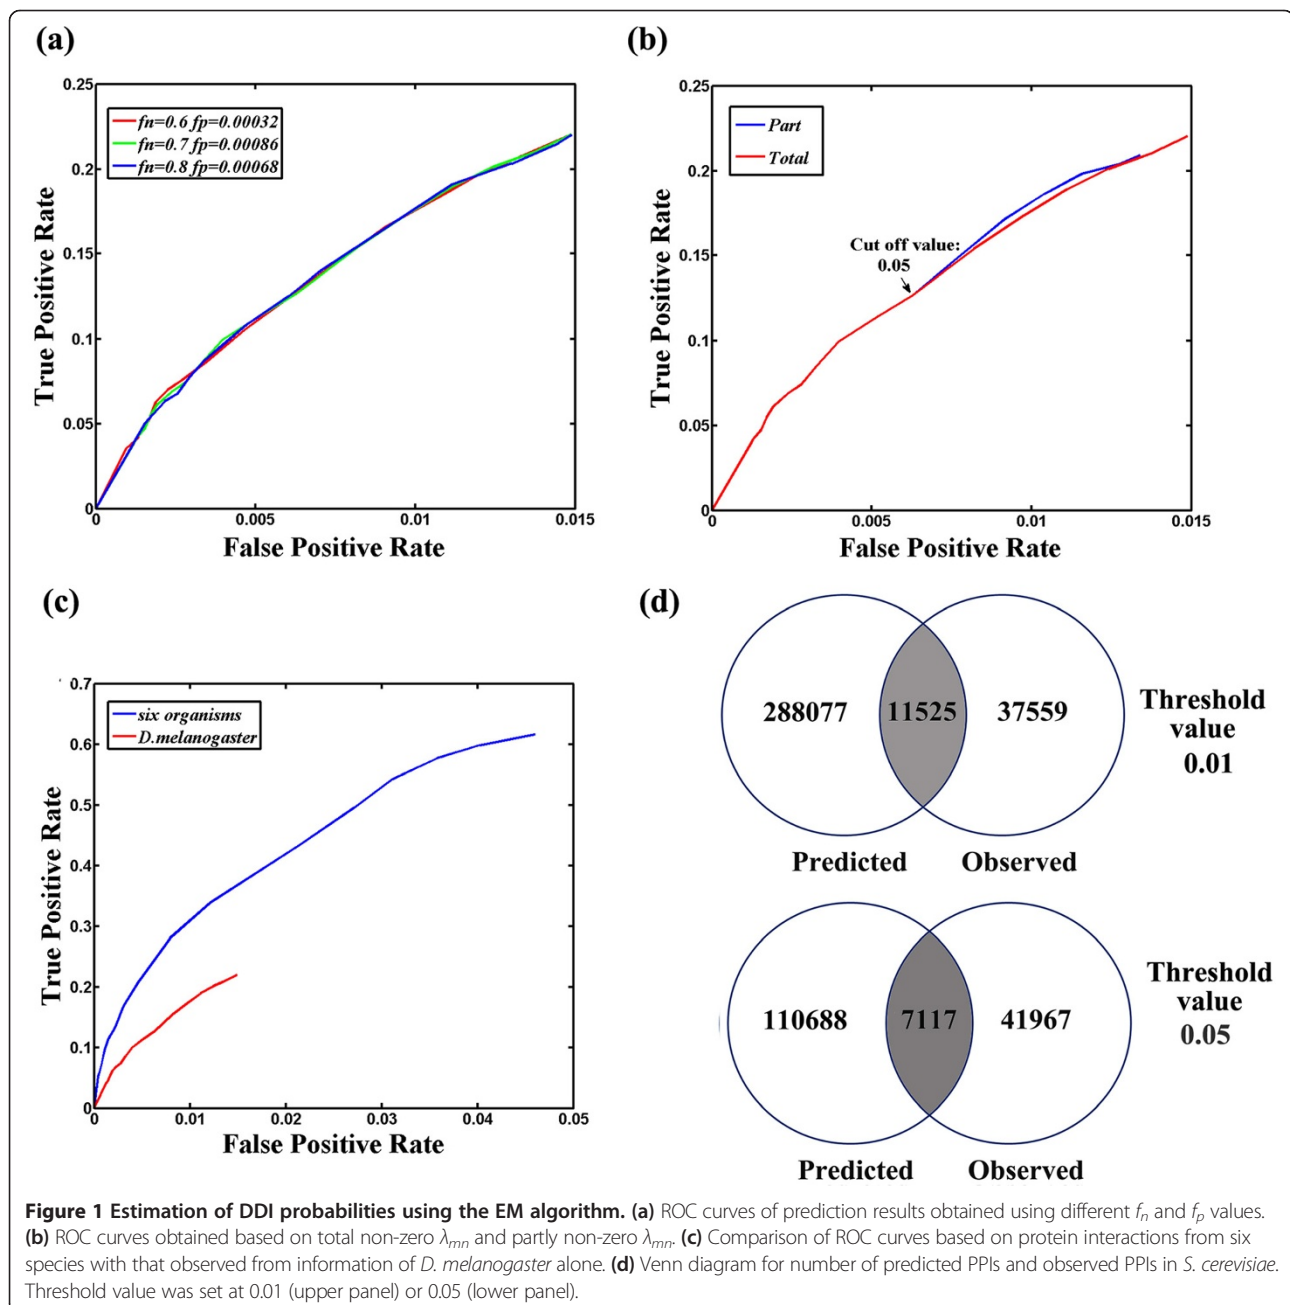 (a)
True Positive Rate
0.25
0.2
0.15
0.1
0.05
0
fn=0.6 fp=0.00032
fn=0.7 fp=0.00086
fn=0.8 fp=0.00068
0 0.005 0.01 0.015
False Positive Rate
(b)
True Positive Rate
0.25
0.2
0.15
0.1
0.05
0
Part
Total
Cut off value:
0.05
0 0.005 0.01 0.015
False Positive Rate
(c)
True Positive Rate
0.7
0.6
0.5
0.4
0.3
0.2
0.1
0
six organisms
D.melanogaster
0 0.01 0.02 0.03 0.04 0.05
False Positive Rate
(d)
288077 11525 37559
Threshold
value
0.01
Predicted Observed
110688 7117 41967
Threshold
value
0.05
Predicted Observed
Figure 1 Estimation of DDI probabilities using the EM algorithm. (a) ROC curves of prediction results obtained using different fn and fp values.
(b) ROC curves obtained based on total non-zero λmn and partly non-zero λmn. (c) Comparison of ROC curves based on protein interactions from six
species with that observed from information of D. melanogaster alone. (d) Venn diagram for number of predicted PPIs and observed PPIs in S. cerevisiae.
Threshold value was set at 0.01 (upper panel) or 0.05 (lower panel).